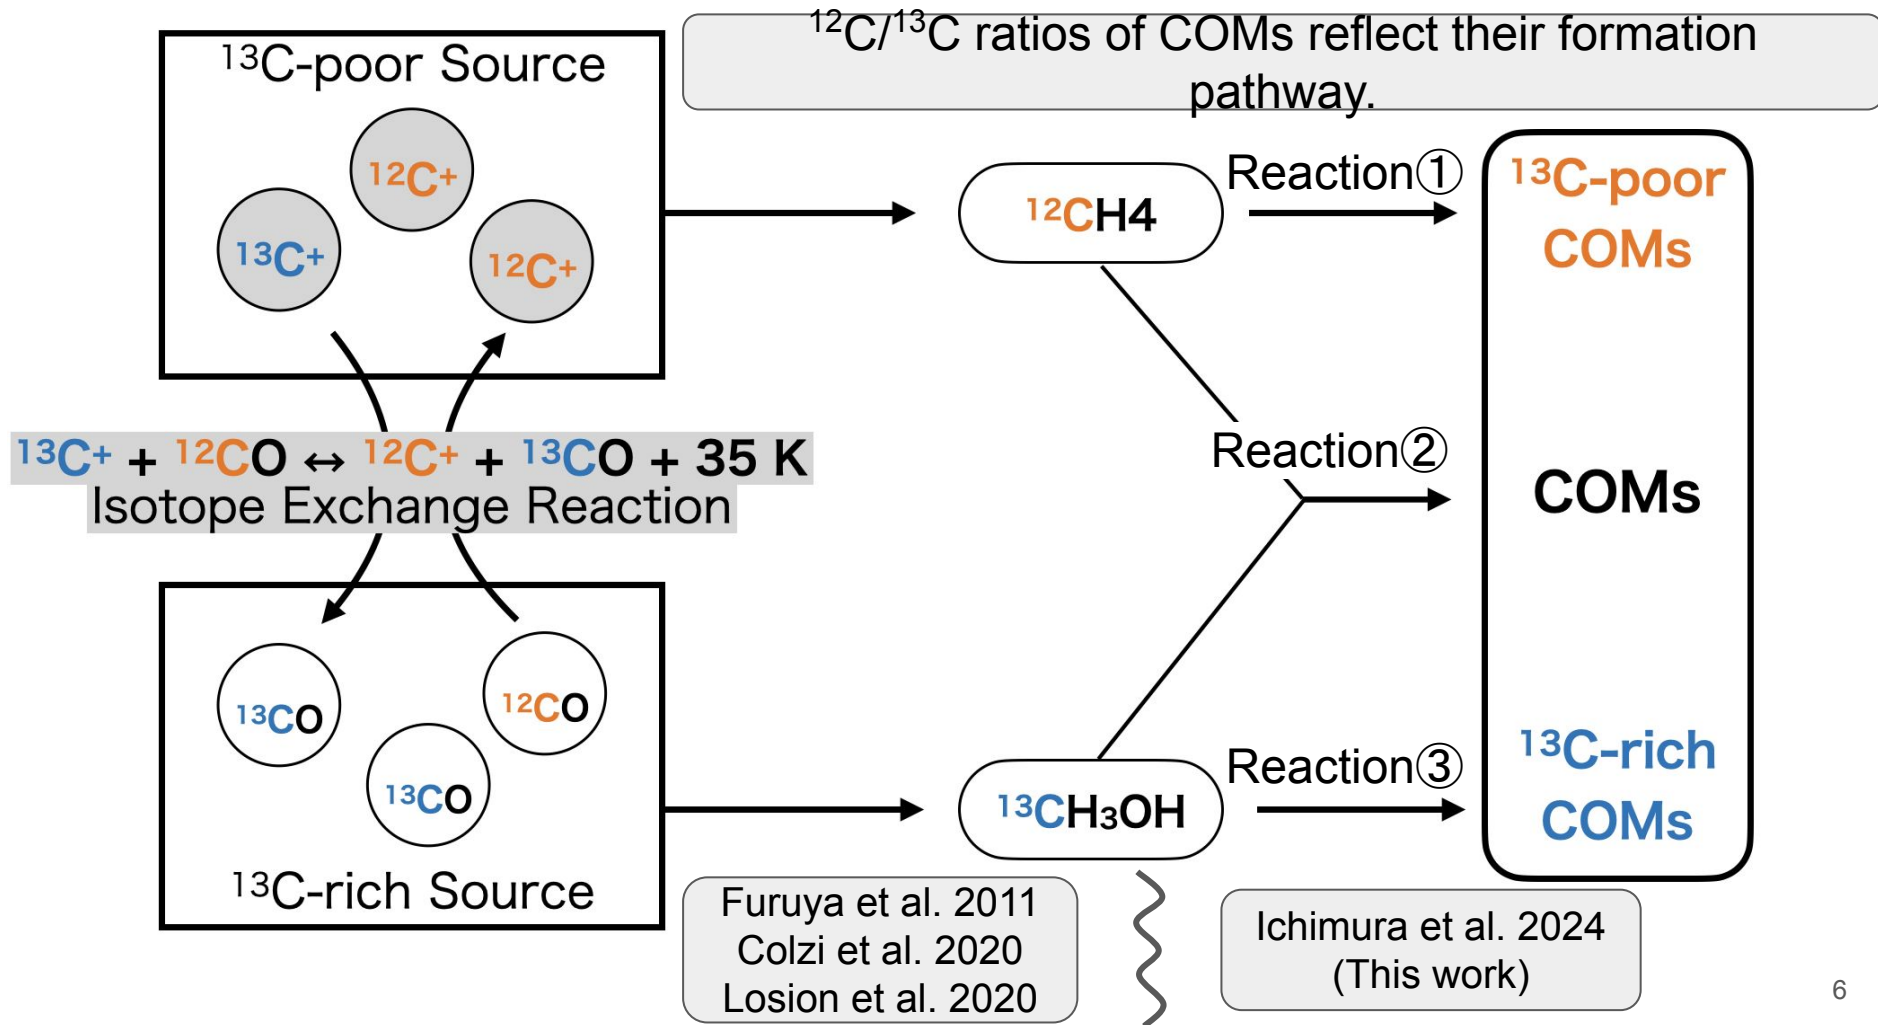 ¹²C/¹³C ratios of COMs reflect their formation
pathway.
¹³C-poor Source
¹²C+
¹³C+
¹²C+
¹²CH4
Reaction①
¹³C-poor
COMs
¹³C+ + ¹²CO ↔ ¹²C+ + ¹³CO + 35 K
Isotope Exchange Reaction
Reaction②
COMs
¹³CO
¹²CO
¹³CO
¹³C-rich Source
¹³CH₃OH
Reaction③
¹³C-rich
COMs
Furuya et al. 2011
Colzi et al. 2020
Losion et al. 2020
Ichimura et al. 2024
(This work)
6